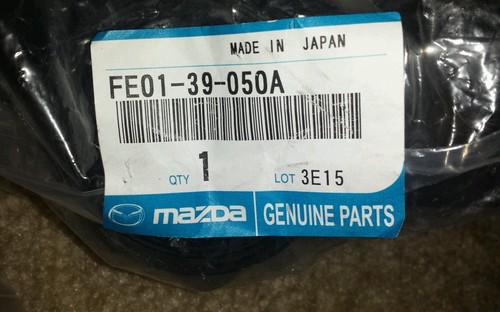 MADE IN JAPAN
FE01-39-050A
QTY 1 LOT 3E15
mazda GENUINE PARTS